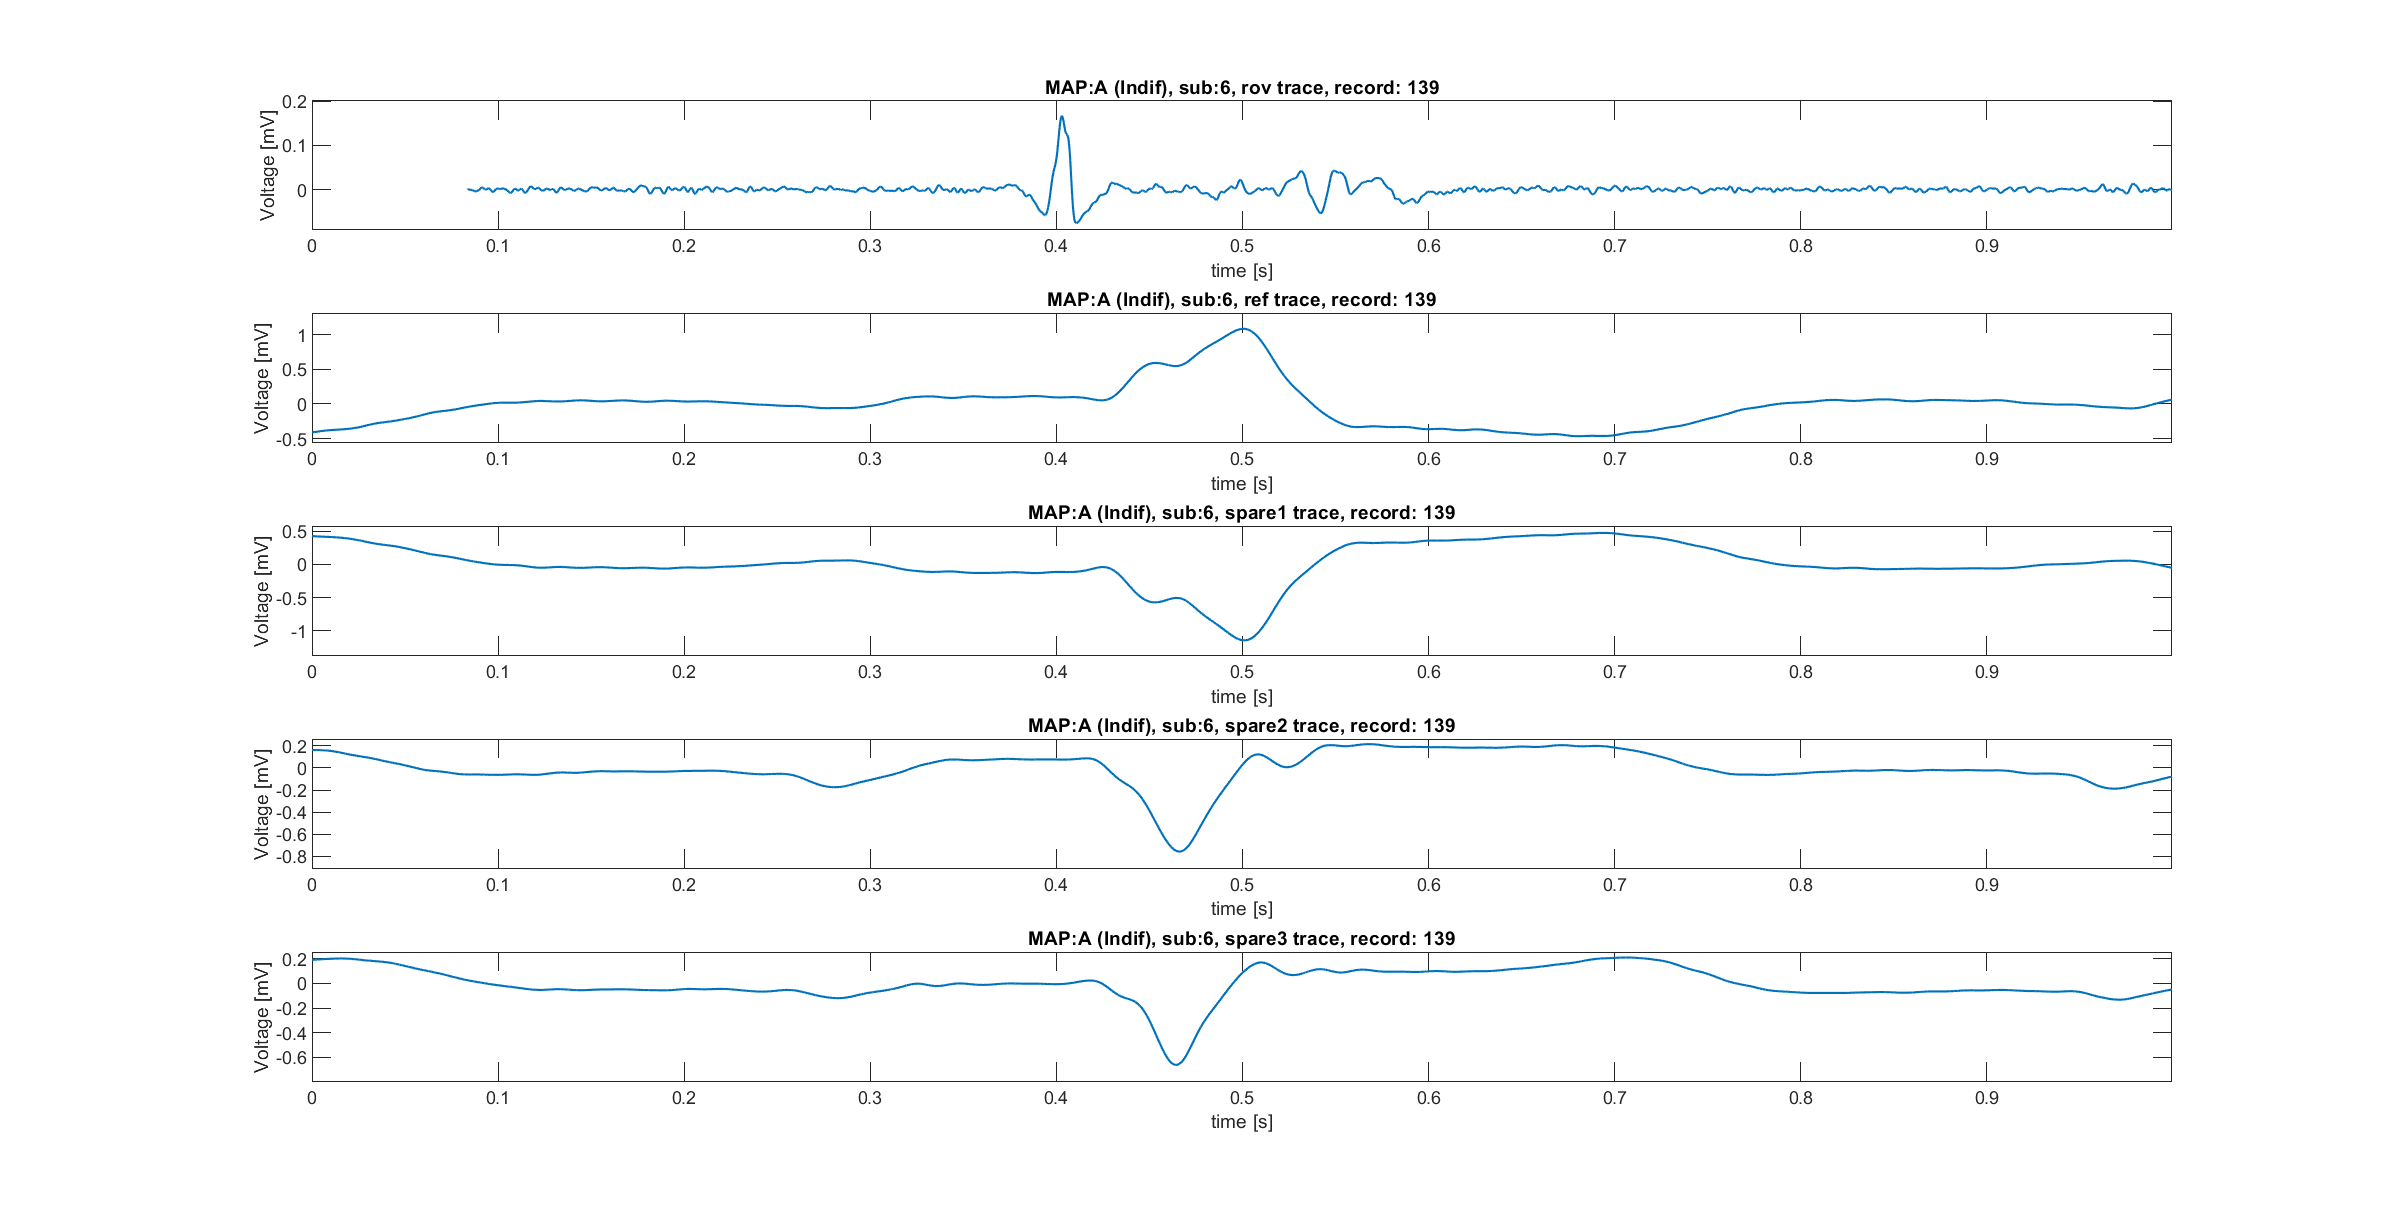 MAP:A (Indif), sub:6, rov trace, record: 139
Voltage [mV]
0.2
0.1
0
0 0.1 0.2 0.3 0.4 0.5 0.6 0.7 0.8 0.9
time [s]
MAP:A (Indif), sub:6, ref trace, record: 139
Voltage [mV]
1
0.5
0
-0.5
0 0.1 0.2 0.3 0.4 0.5 0.6 0.7 0.8 0.9
time [s]
MAP:A (Indif), sub:6, spare1 trace, record: 139
Voltage [mV]
0.5
0
-0.5
-1
0 0.1 0.2 0.3 0.4 0.5 0.6 0.7 0.8 0.9
time [s]
MAP:A (Indif), sub:6, spare2 trace, record: 139
Voltage [mV]
0.2
0
-0.2
-0.4
-0.6
-0.8
0 0.1 0.2 0.3 0.4 0.5 0.6 0.7 0.8 0.9
time [s]
MAP:A (Indif), sub:6, spare3 trace, record: 139
Voltage [mV]
0.2
0
-0.2
-0.4
-0.6
0 0.1 0.2 0.3 0.4 0.5 0.6 0.7 0.8 0.9
time [s]